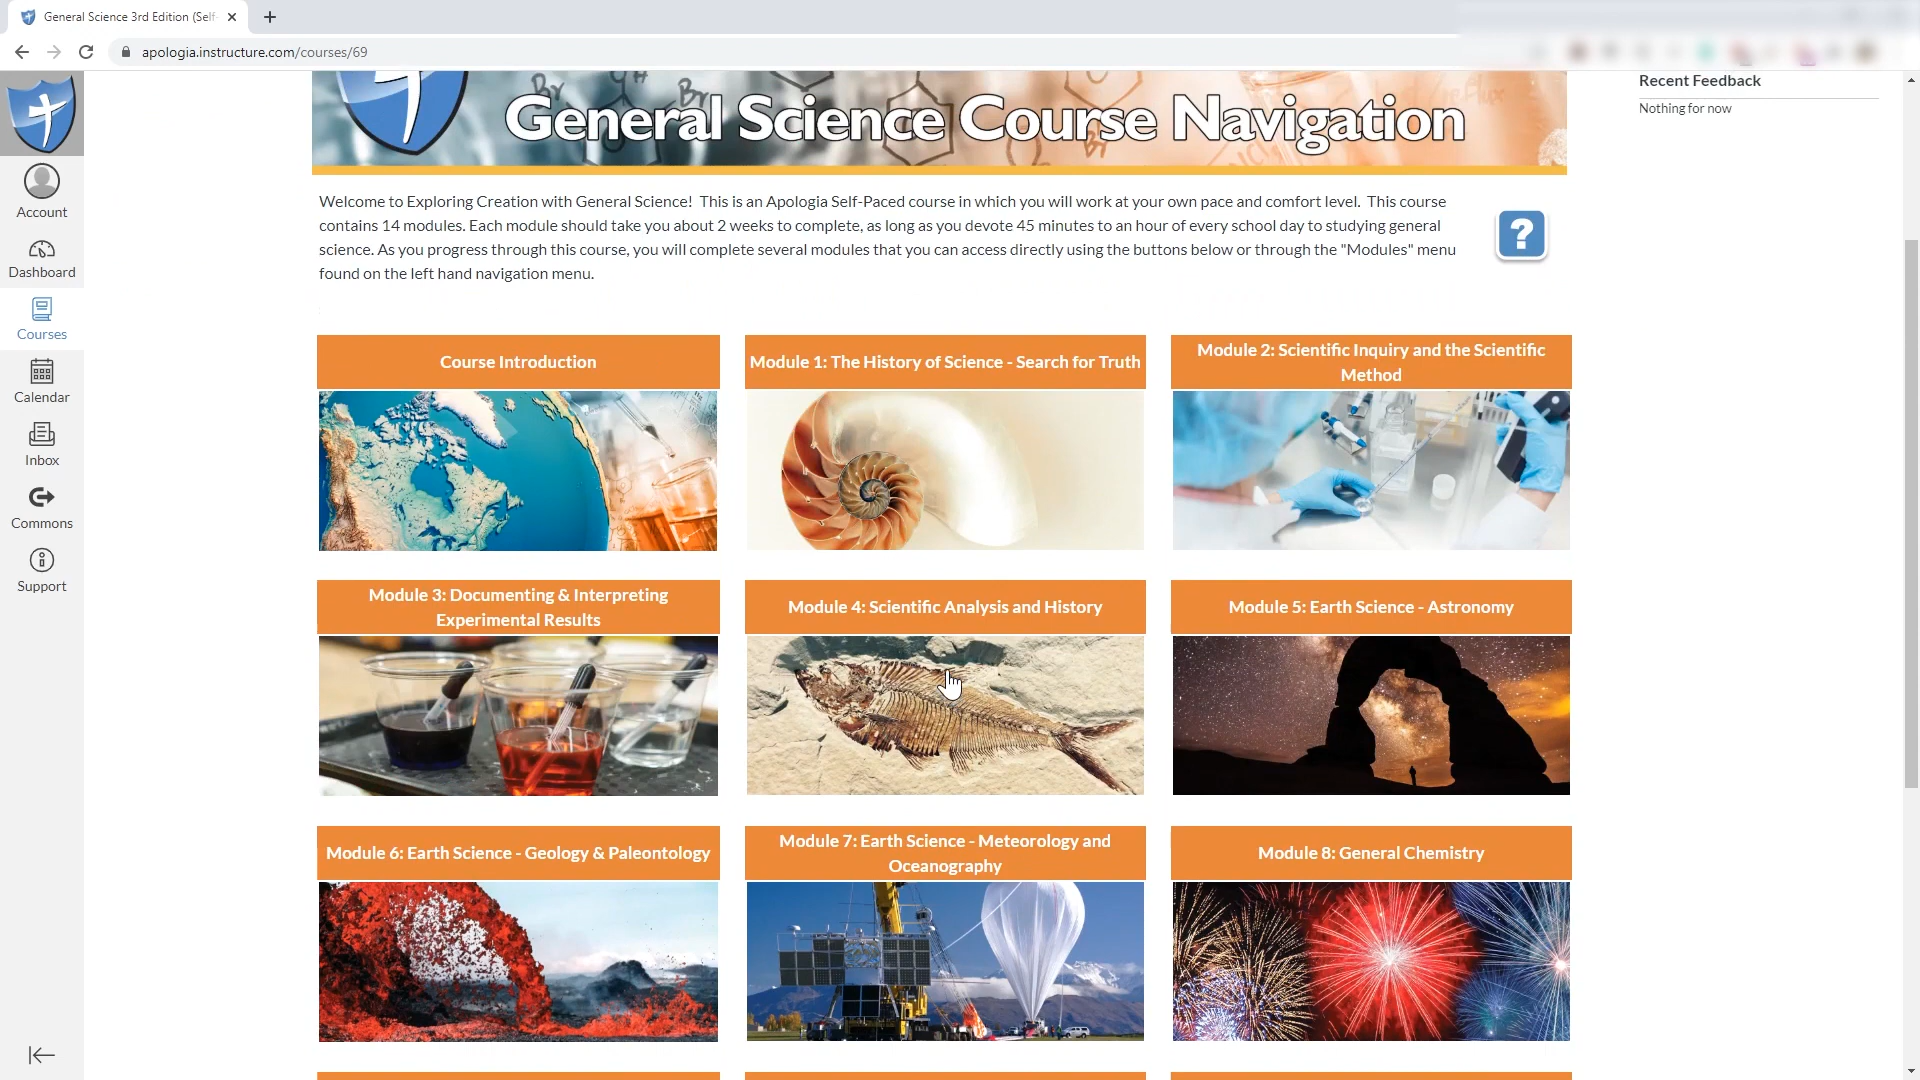 General Science 3rd Edition (Self-
apologia.instructure.com/courses/69
Account
Dashboard
Courses
Calendar
Inbox
Commons
Support
General Science Course Navigation
Welcome to Exploring Creation with General Science!  This is an Apologia Self-Paced course in which you will work at your own pace and comfort level.  This course
contains 14 modules. Each module should take you about 2 weeks to complete, as long as you devote 45 minutes to an hour of every school day to studying general
science. As you progress through this course, you will complete several modules that you can access directly using the buttons below or through the "Modules" menu
found on the left hand navigation menu.
?
Course Introduction
Module 1: The History of Science - Search for Truth
Module 2: Scientific Inquiry and the Scientific
Method
Module 3: Documenting & Interpreting
Experimental Results
Module 4: Scientific Analysis and History
Module 5: Earth Science - Astronomy
Module 6: Earth Science - Geology & Paleontology
Module 7: Earth Science - Meteorology and
Oceanography
Module 8: General Chemistry
Recent Feedback
Nothing for now